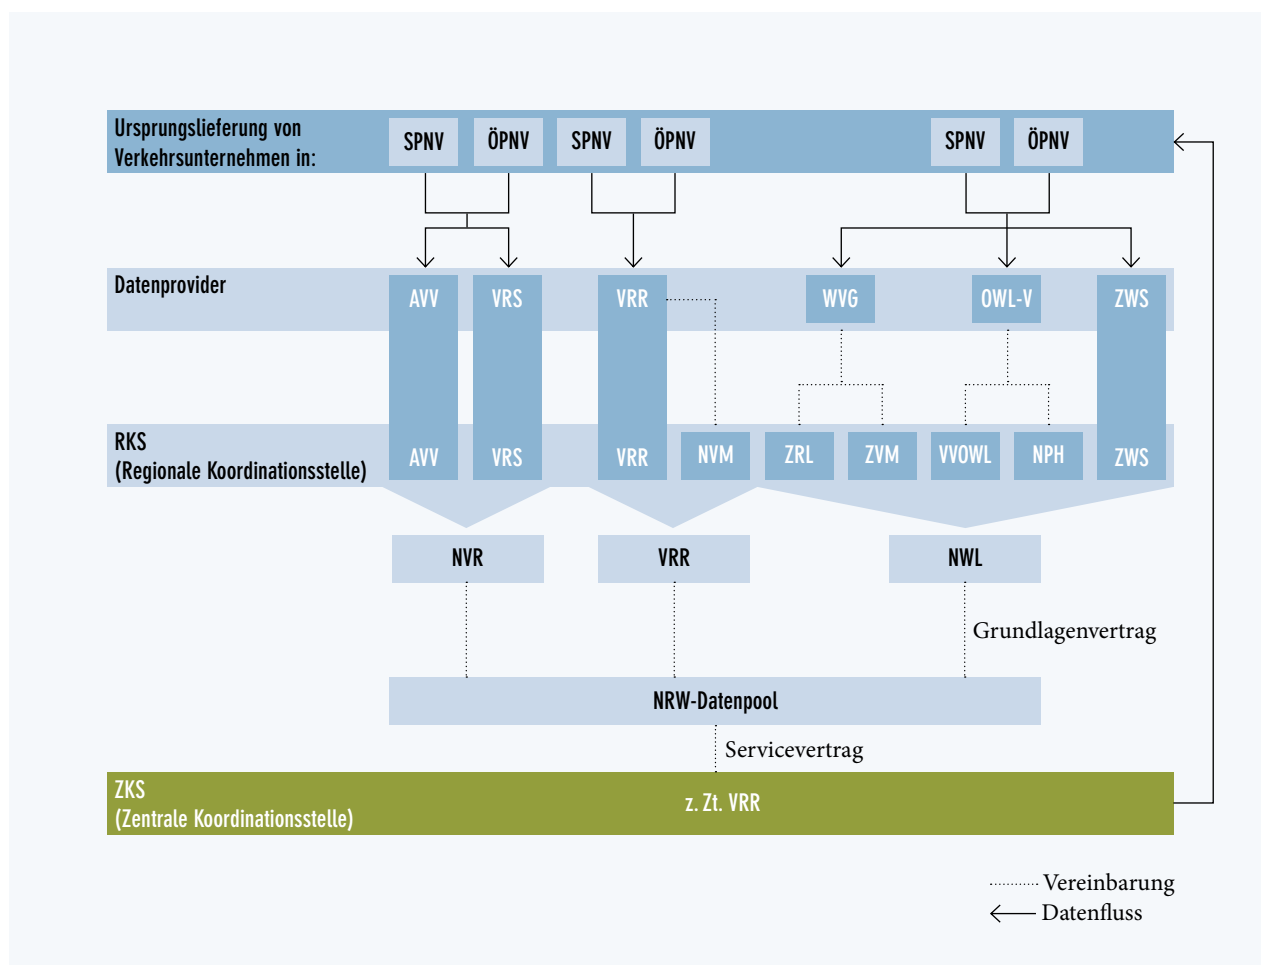 Ursprungslieferung von
Verkehrsunternehmen in:
SPNV ÖPNV SPNV ÖPNV SPNV ÖPNV
Datenprovider
AVV VRS VRR WVG OWL-V ZWS
RKS
(Regionale Koordinationsstelle)
AVV VRS VRR NVM ZRL ZVM VVOWL NPH ZWS
NVR VRR NWL
Grundlagenvertrag
NRW-Datenpool
Servicevertrag
ZKS
(Zentrale Koordinationsstelle)
z. Zt. VRR
Vereinbarung
Datenfluss